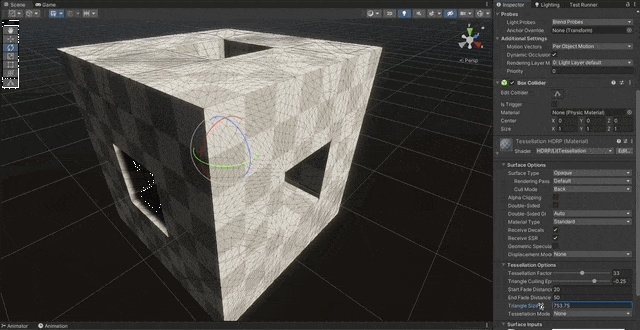 Scene
Game
Inspector
Lighting
Test Runner
Probes
Light Probes
Blend Probes
Anchor Override
None (Transform)
Additional Settings
Motion Vectors
Per Object Motion
Dynamic Occlusion
Rendering Layer M
0: Light Layer default
Priority
0
Box Collider
Edit Collider
Is Trigger
Material
None (Physic Material)
Center
X 0 Y 0 Z 0
Size
X 1 Y 1 Z 1
Tessellation HDRP (Material)
Shader
HDRP/LitTessellation
Edit...
Surface Options
Surface Type
Opaque
Rendering Pass
Default
Cull Mode
Back
Alpha Clipping
Double-Sided
Double-Sided GI
Auto
Material Type
Standard
Receive Decals
Receive SSR
Geometric Specular
Displacement Mod
None
Tessellation Options
Tessellation Factor
Triangle Culling Ep
-0.25
Start Fade Distance
20
End Fade Distance
50
Triangle Size
753.75
Tessellation Mode
None
Surface Inputs
Persp
Animator
Animation